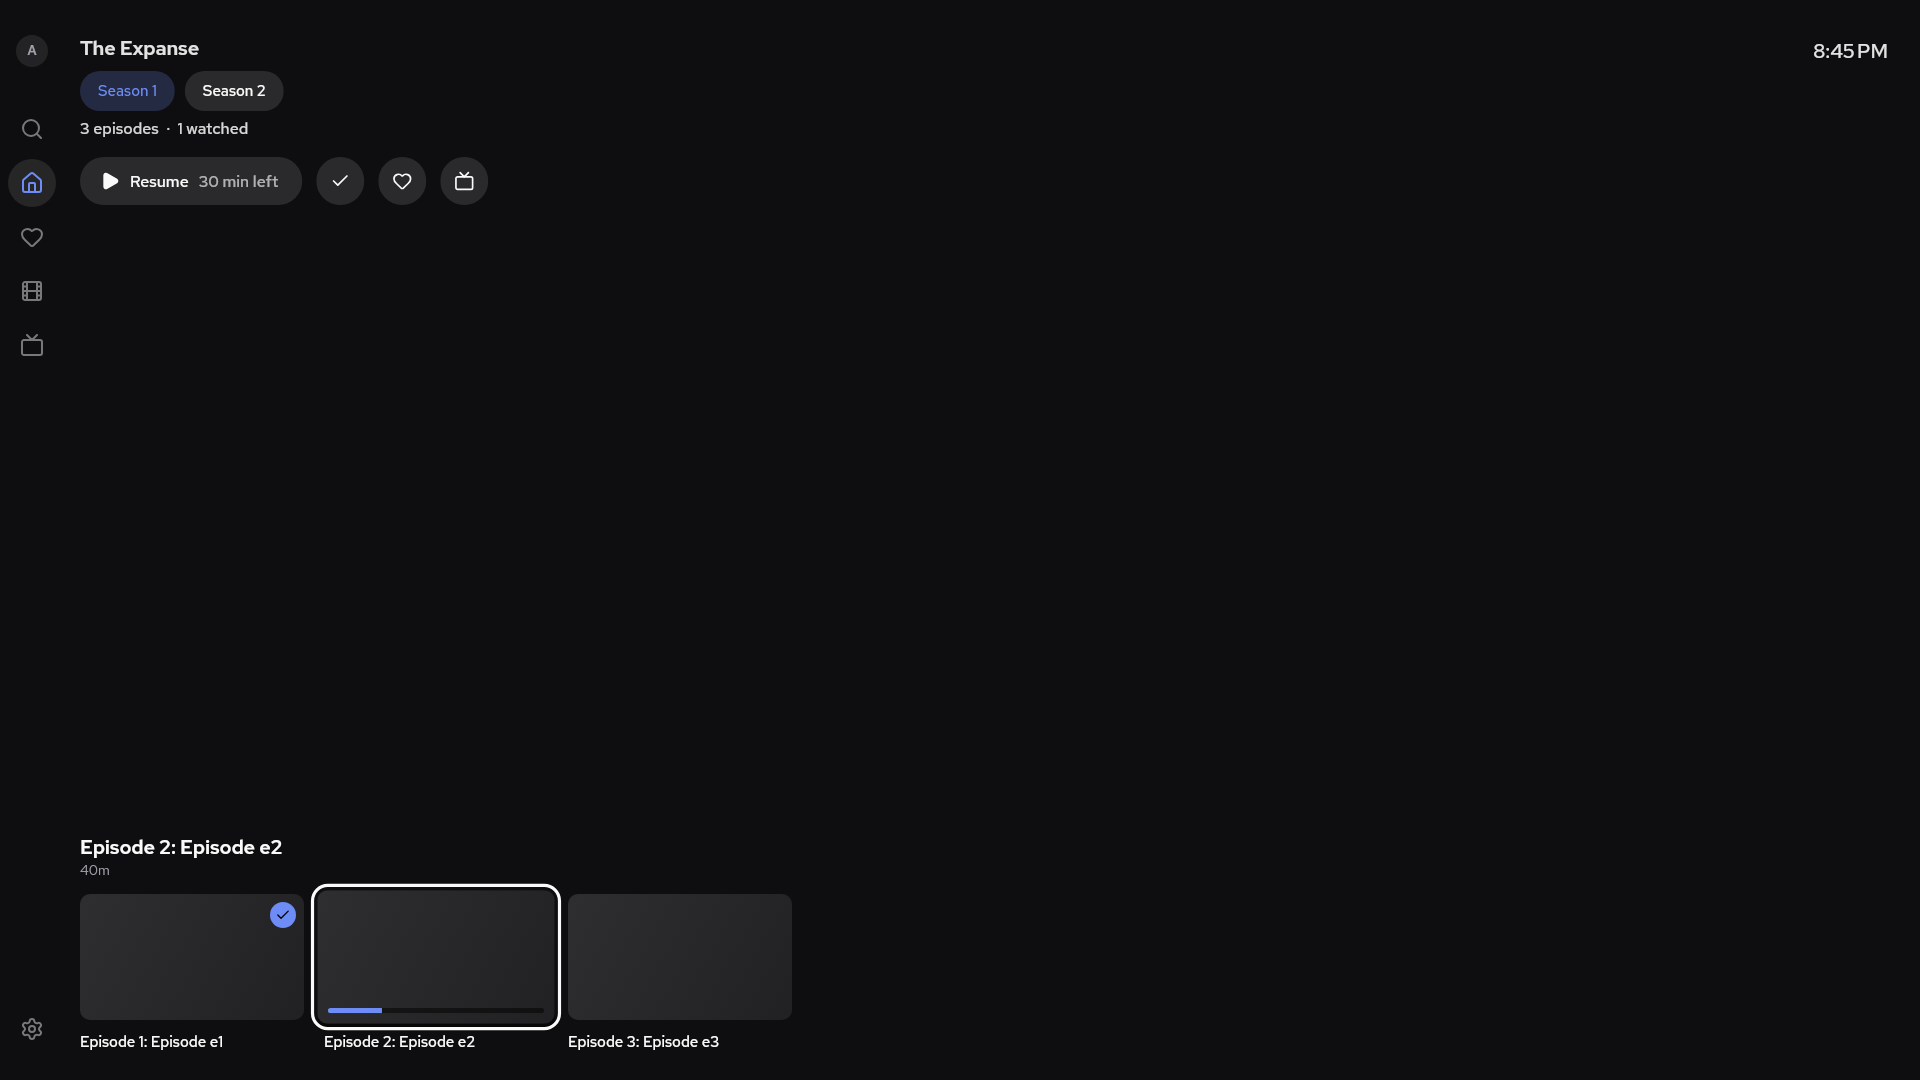 A
The Expanse
8:45 PM
Season 1
Season 2
3 episodes · 1 watched
Resume 30 min left
Episode 2: Episode e2
40m
Episode 1: Episode e1
Episode 2: Episode e2
Episode 3: Episode e3